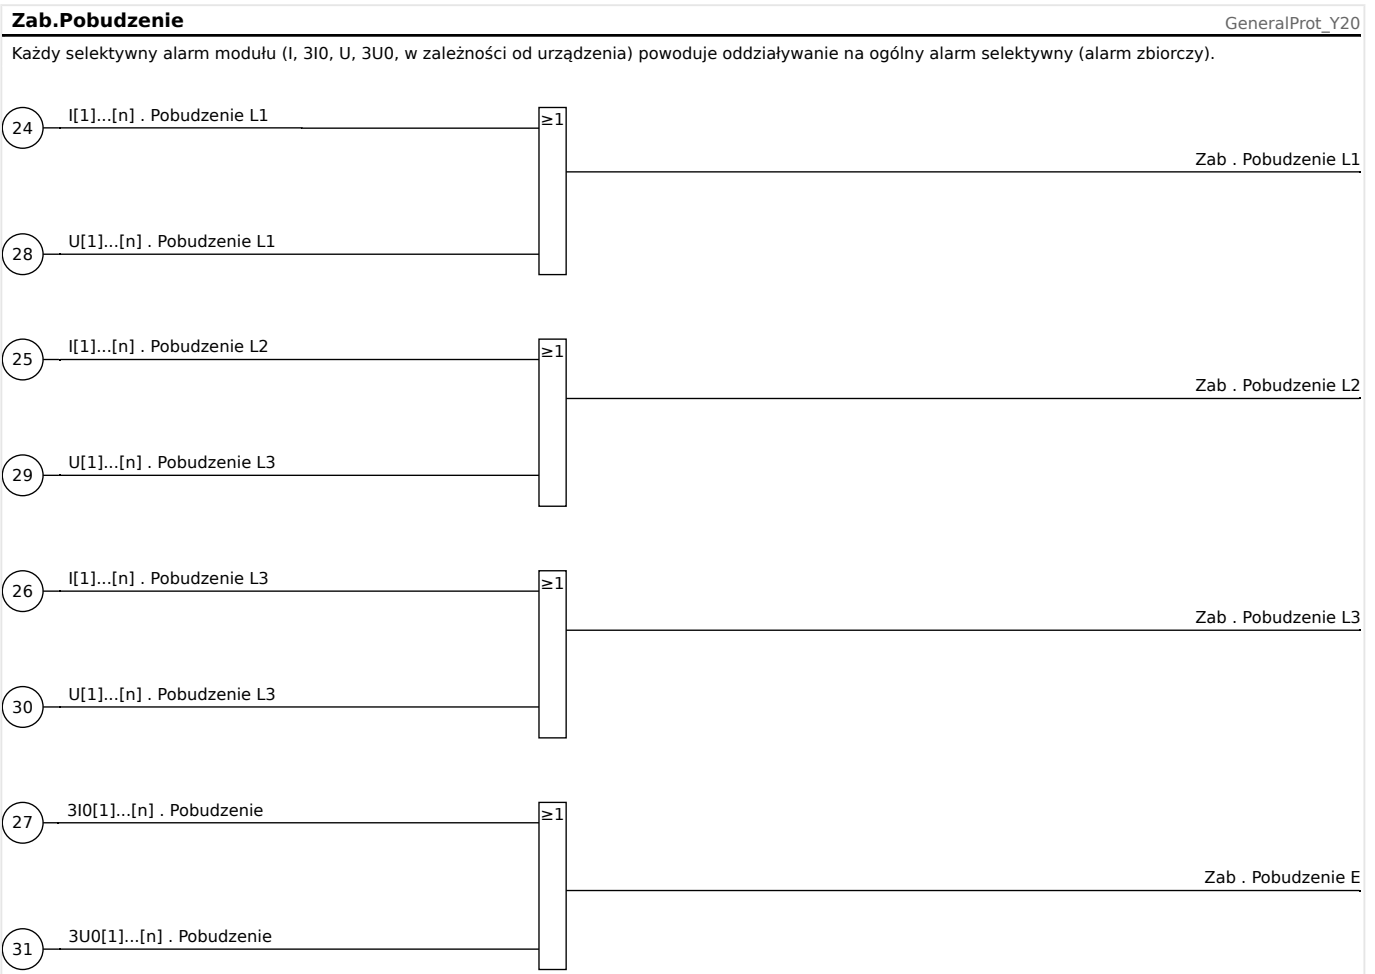 Zab.Pobudzenie
GeneralProt_Y20
Każdy selektywny alarm modułu (I, 3I0, U, 3U0, w zależności od urządzenia) powoduje oddziaływanie na ogólny alarm selektywny (alarm zbiorczy).
24
I[1]...[n] . Pobudzenie L1
≥1
Zab . Pobudzenie L1
28
U[1]...[n] . Pobudzenie L1
25
I[1]...[n] . Pobudzenie L2
≥1
Zab . Pobudzenie L2
29
U[1]...[n] . Pobudzenie L3
26
I[1]...[n] . Pobudzenie L3
≥1
Zab . Pobudzenie L3
30
U[1]...[n] . Pobudzenie L3
27
3I0[1]...[n] . Pobudzenie
≥1
Zab . Pobudzenie E
31
3U0[1]...[n] . Pobudzenie